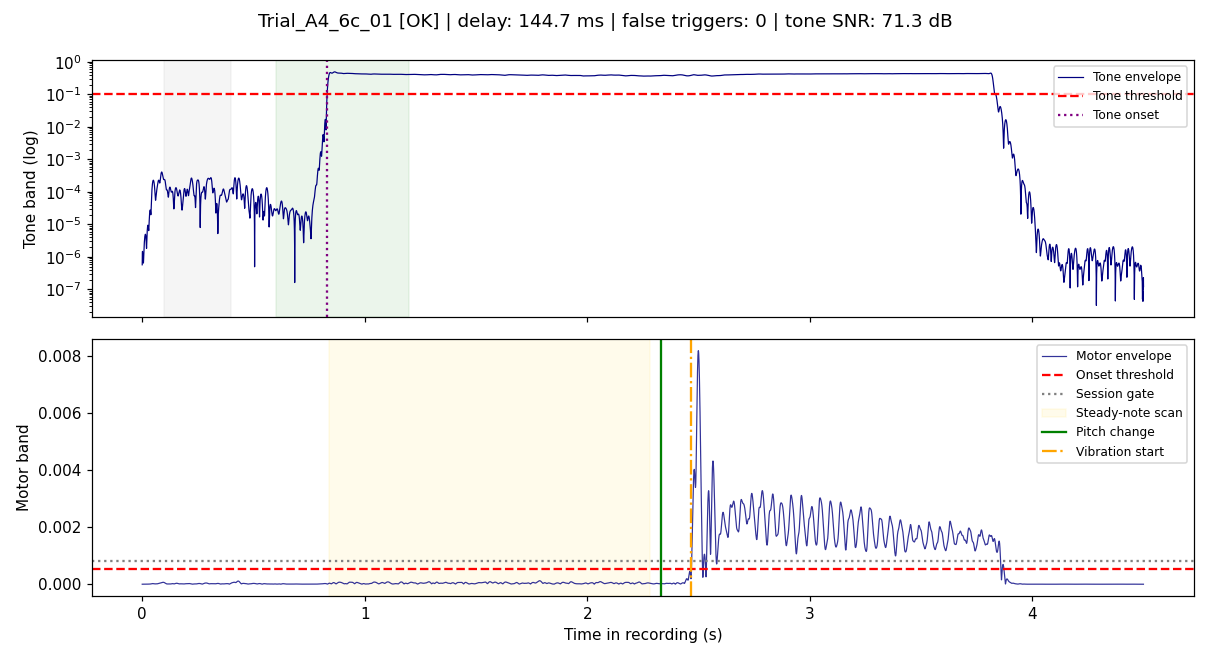 Trial_A4_6c_01 [OK] | delay: 144.7 ms | false triggers: 0 | tone SNR: 71.3 dB
Tone band (log)
10⁰
10⁻¹
10⁻²
10⁻³
10⁻⁴
10⁻⁵
10⁻⁶
10⁻⁷
Tone envelope
Tone threshold
Tone onset
Motor band
0.008
0.006
0.004
0.002
0.000
Motor envelope
Onset threshold
Session gate
Steady-note scan
Pitch change
Vibration start
0 1 2 3 4
Time in recording (s)